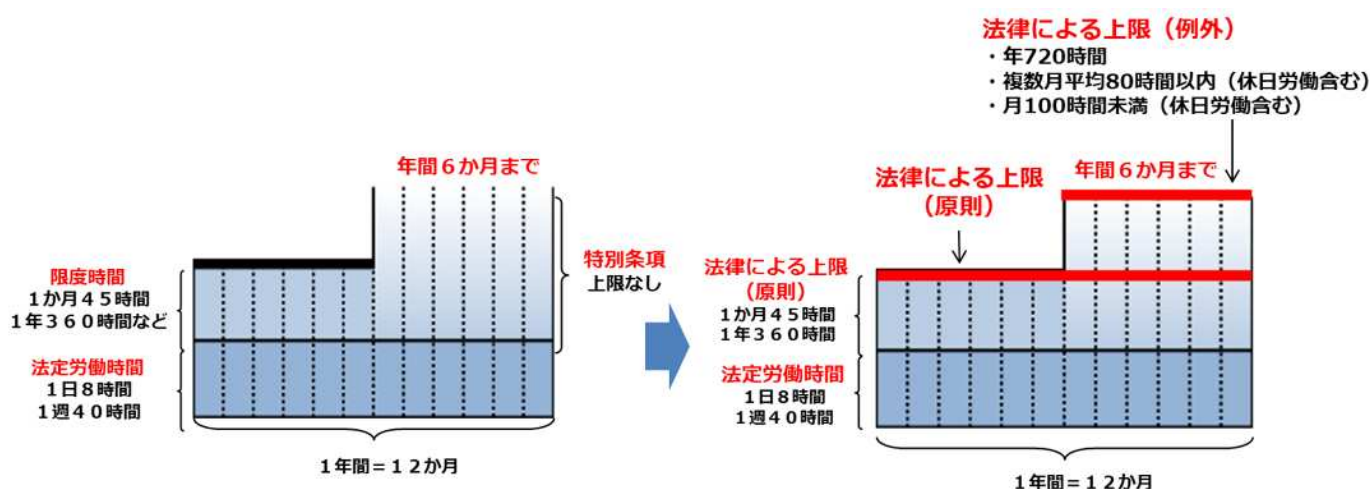 年間６か月まで
限度時間
１か月４５時間
１年３６０時間など
特別条項
上限なし
法定労働時間
１日８時間
１週４０時間
１年間＝１２か月
法律による上限（例外）
・年720時間
・複数月平均80時間以内（休日労働含む）
・月100時間未満（休日労働含む）
年間６か月まで
法律による上限
（原則）
法律による上限
（原則）
１か月４５時間
１年３６０時間
法定労働時間
１日８時間
１週４０時間
１年間＝１２か月